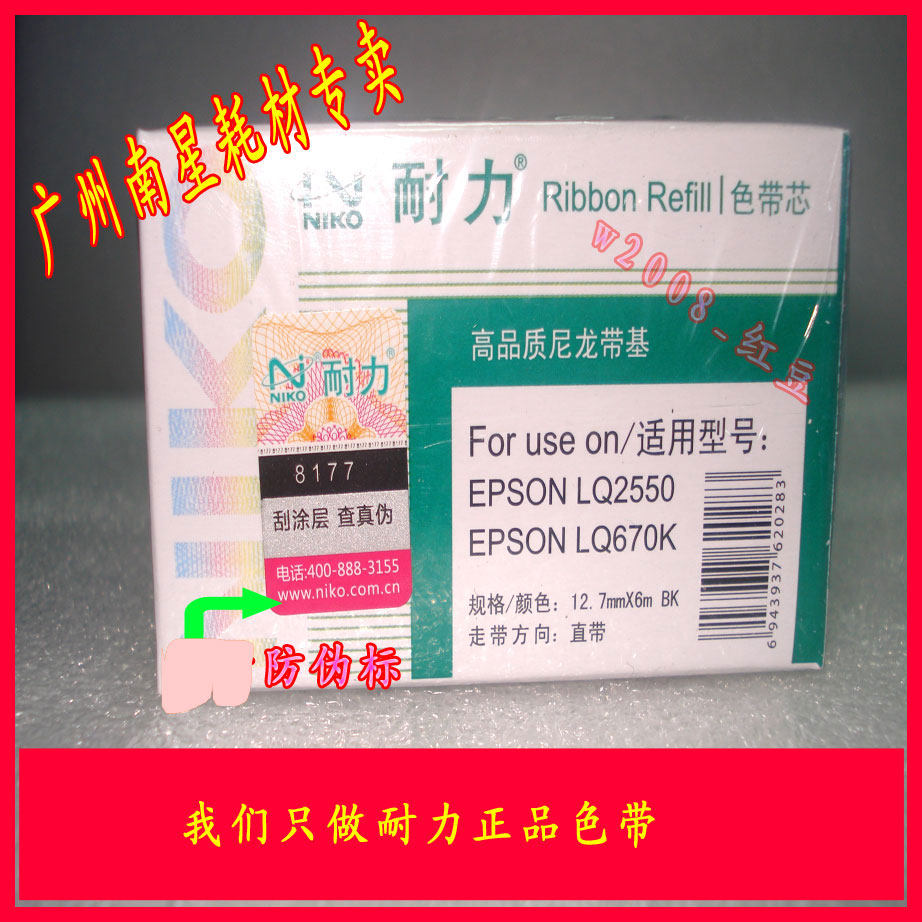 广州南星耗材专卖
NIKO
NIKO 耐力® Ribbon Refill | 色带芯
w2008-红豆
高品质尼龙带基
NIKO ®耐力®
8177
刮涂层 查真伪
电话:400-888-3155
www.niko.com.cn
For use on/适用型号:
EPSON LQ2550
EPSON LQ670K
规格/颜色: 12.7mmX6m BK
走带方向: 直带
6943937620283
防伪标
我们只做耐力正品色带